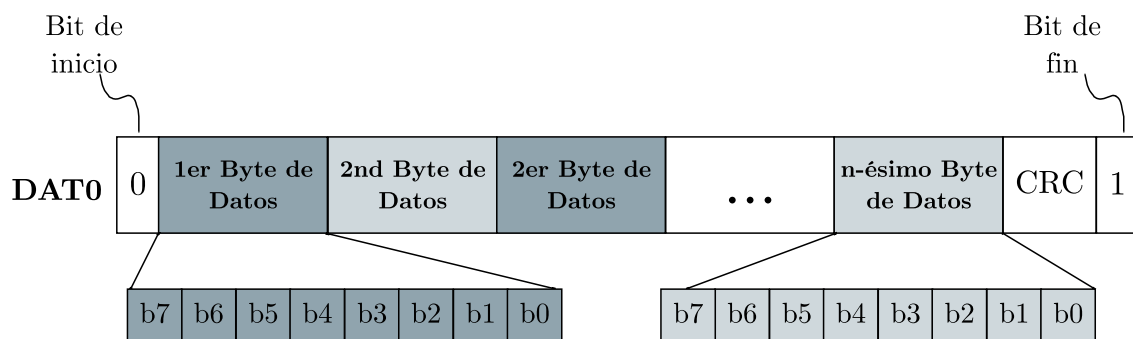 Bit de
inicio
Bit de
fin
DAT0
0
1er Byte de
Datos
2nd Byte de
Datos
2er Byte de
Datos
...
n-ésimo Byte
de Datos
CRC
1
b7 b6 b5 b4 b3 b2 b1 b0
b7 b6 b5 b4 b3 b2 b1 b0